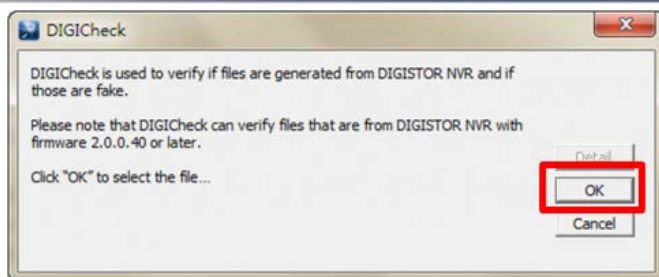 DIGICheck
DIGICheck is used to verify if files are generated from DIGISTOR NVR and if
those are fake.
Please note that DIGICheck can verify files that are from DIGISTOR NVR with
firmware 2.0.0.40 or later.
Click "OK" to select the file...
Detail
OK
Cancel